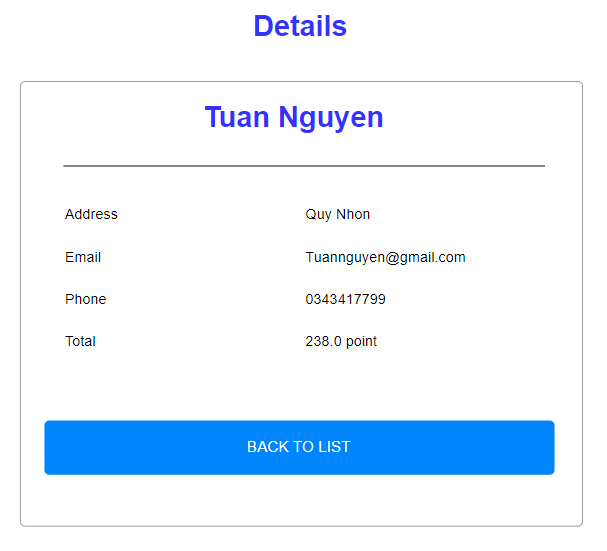 Details
Tuan Nguyen
Address Quy Nhon
Email Tuannguyen@gmail.com
Phone 0343417799
Total 238.0 point
BACK TO LIST